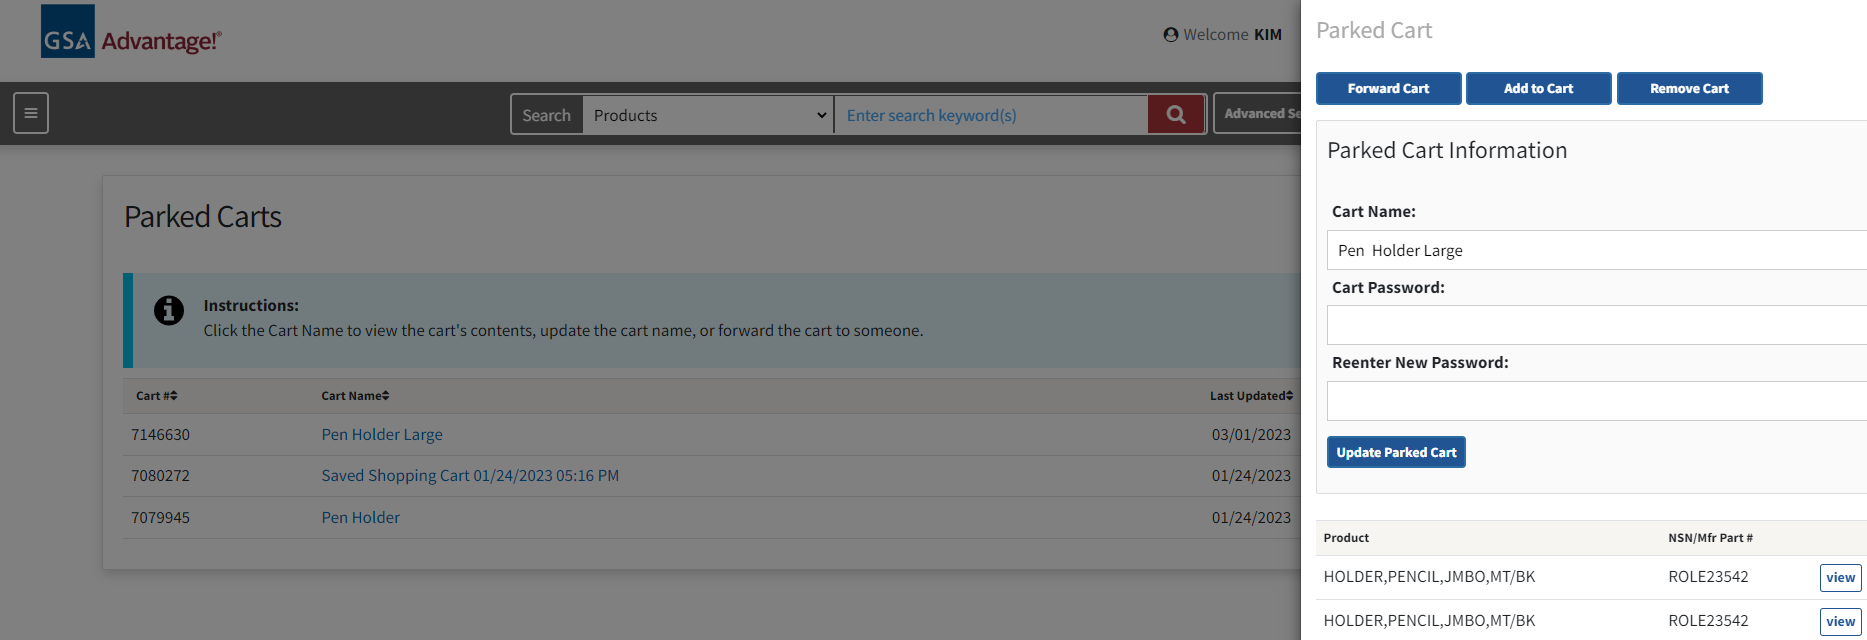 GSA Advantage!®
Welcome KIM
Search Products Enter search keyword(s) Advanced Se
Parked Carts
Instructions:
Click the Cart Name to view the cart's contents, update the cart name, or forward the cart to someone.
Cart # Cart Name Last Updated
7146630 Pen Holder Large 03/01/2023
7080272 Saved Shopping Cart 01/24/2023 05:16 PM 01/24/2023
7079945 Pen Holder 01/24/2023
Parked Cart
Forward Cart Add to Cart Remove Cart
Parked Cart Information
Cart Name:
Pen  Holder Large
Cart Password:
Reenter New Password:
Update Parked Cart
Product NSN/Mfr Part #
HOLDER,PENCIL,JMBO,MT/BK ROLE23542 view
HOLDER,PENCIL,JMBO,MT/BK ROLE23542 view